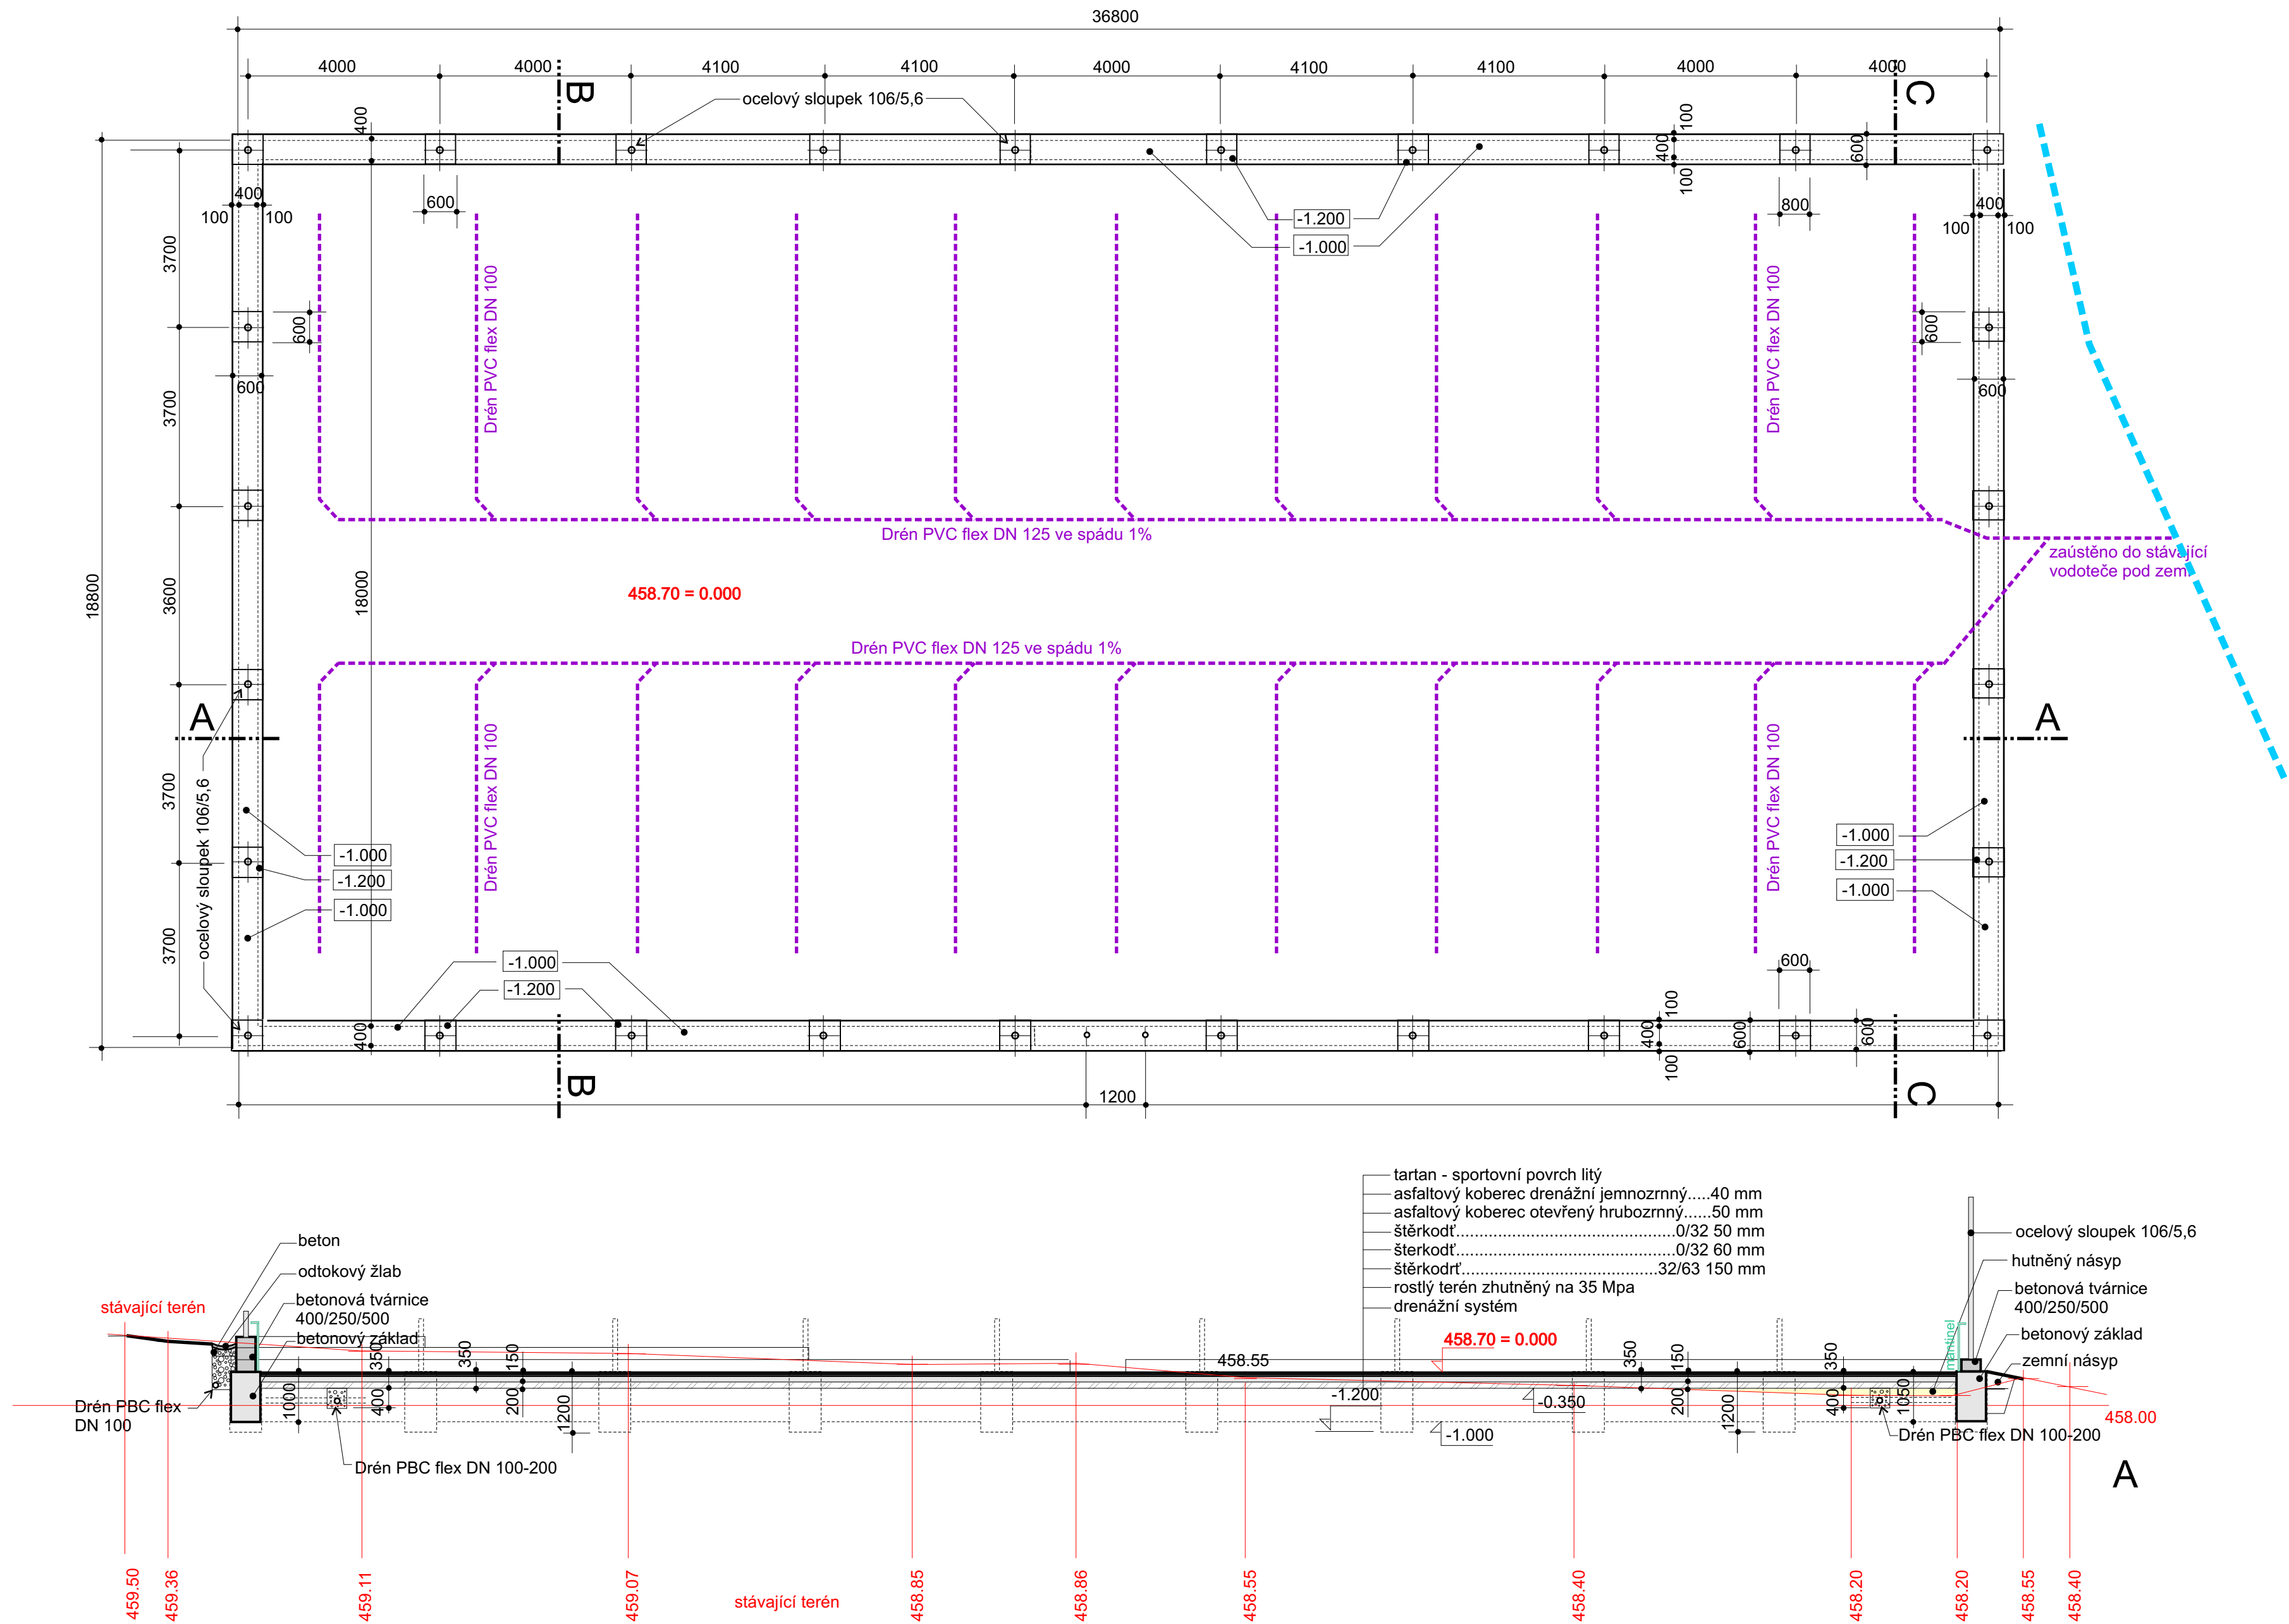 36800
4000
4000
4100
4100
4000
4100
4100
4000
4000
B
C
ocelový sloupek 106/5,6
400
100
400
100
600
400
100
100
600
-1.200
-1.000
800
400
100
100
3700
600
600
3700
Drén PVC flex DN 100
Drén PVC flex DN 100
600
600
Drén PVC flex DN 125 ve spádu 1%
zaústěno do stávající
vodoteče pod zemí
18800
3600
18000
458.70 = 0.000
Drén PVC flex DN 125 ve spádu 1%
A
A
ocelový sloupek 106/5,6
3700
Drén PVC flex DN 100
Drén PVC flex DN 100
-1.000
-1.200
-1.000
-1.000
-1.200
-1.000
3700
-1.000
-1.200
600
400
100
400
100
600
600
B
C
1200
tartan - sportovní povrch litý
asfaltový koberec drenážní jemnozrnný.....40 mm
asfaltový koberec otevřený hrubozrnný......50 mm
štěrkodť...............................................0/32 50 mm
šterkodť...............................................0/32 60 mm
štěrkodrť..........................................32/63 150 mm
rostlý terén zhutněný na 35 Mpa
drenážní systém
beton
odtokový žlab
betonová tvárnice
400/250/500
betonový základ
stávající terén
ocelový sloupek 106/5,6
hutněný násyp
betonová tvárnice
400/250/500
betonový základ
zemní násyp
mantinel
458.70 = 0.000
458.55
350
350
150
350
150
350
1000
400
200
1200
-1.200
-0.350
-1.000
200
1200
400
1050
458.00
Drén PBC flex
DN 100
Drén PBC flex DN 100-200
Drén PBC flex DN 100-200
A
459.50
459.36
459.11
459.07
stávající terén
458.85
458.86
458.55
458.40
458.20
458.20
458.55
458.40